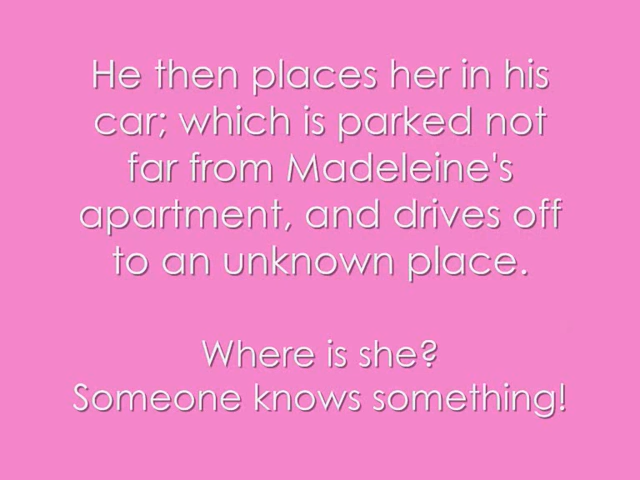 He then places her in his
car; which is parked not
far from Madeleine's
apartment, and drives off
to an unknown place.
Where is she?
Someone knows something!